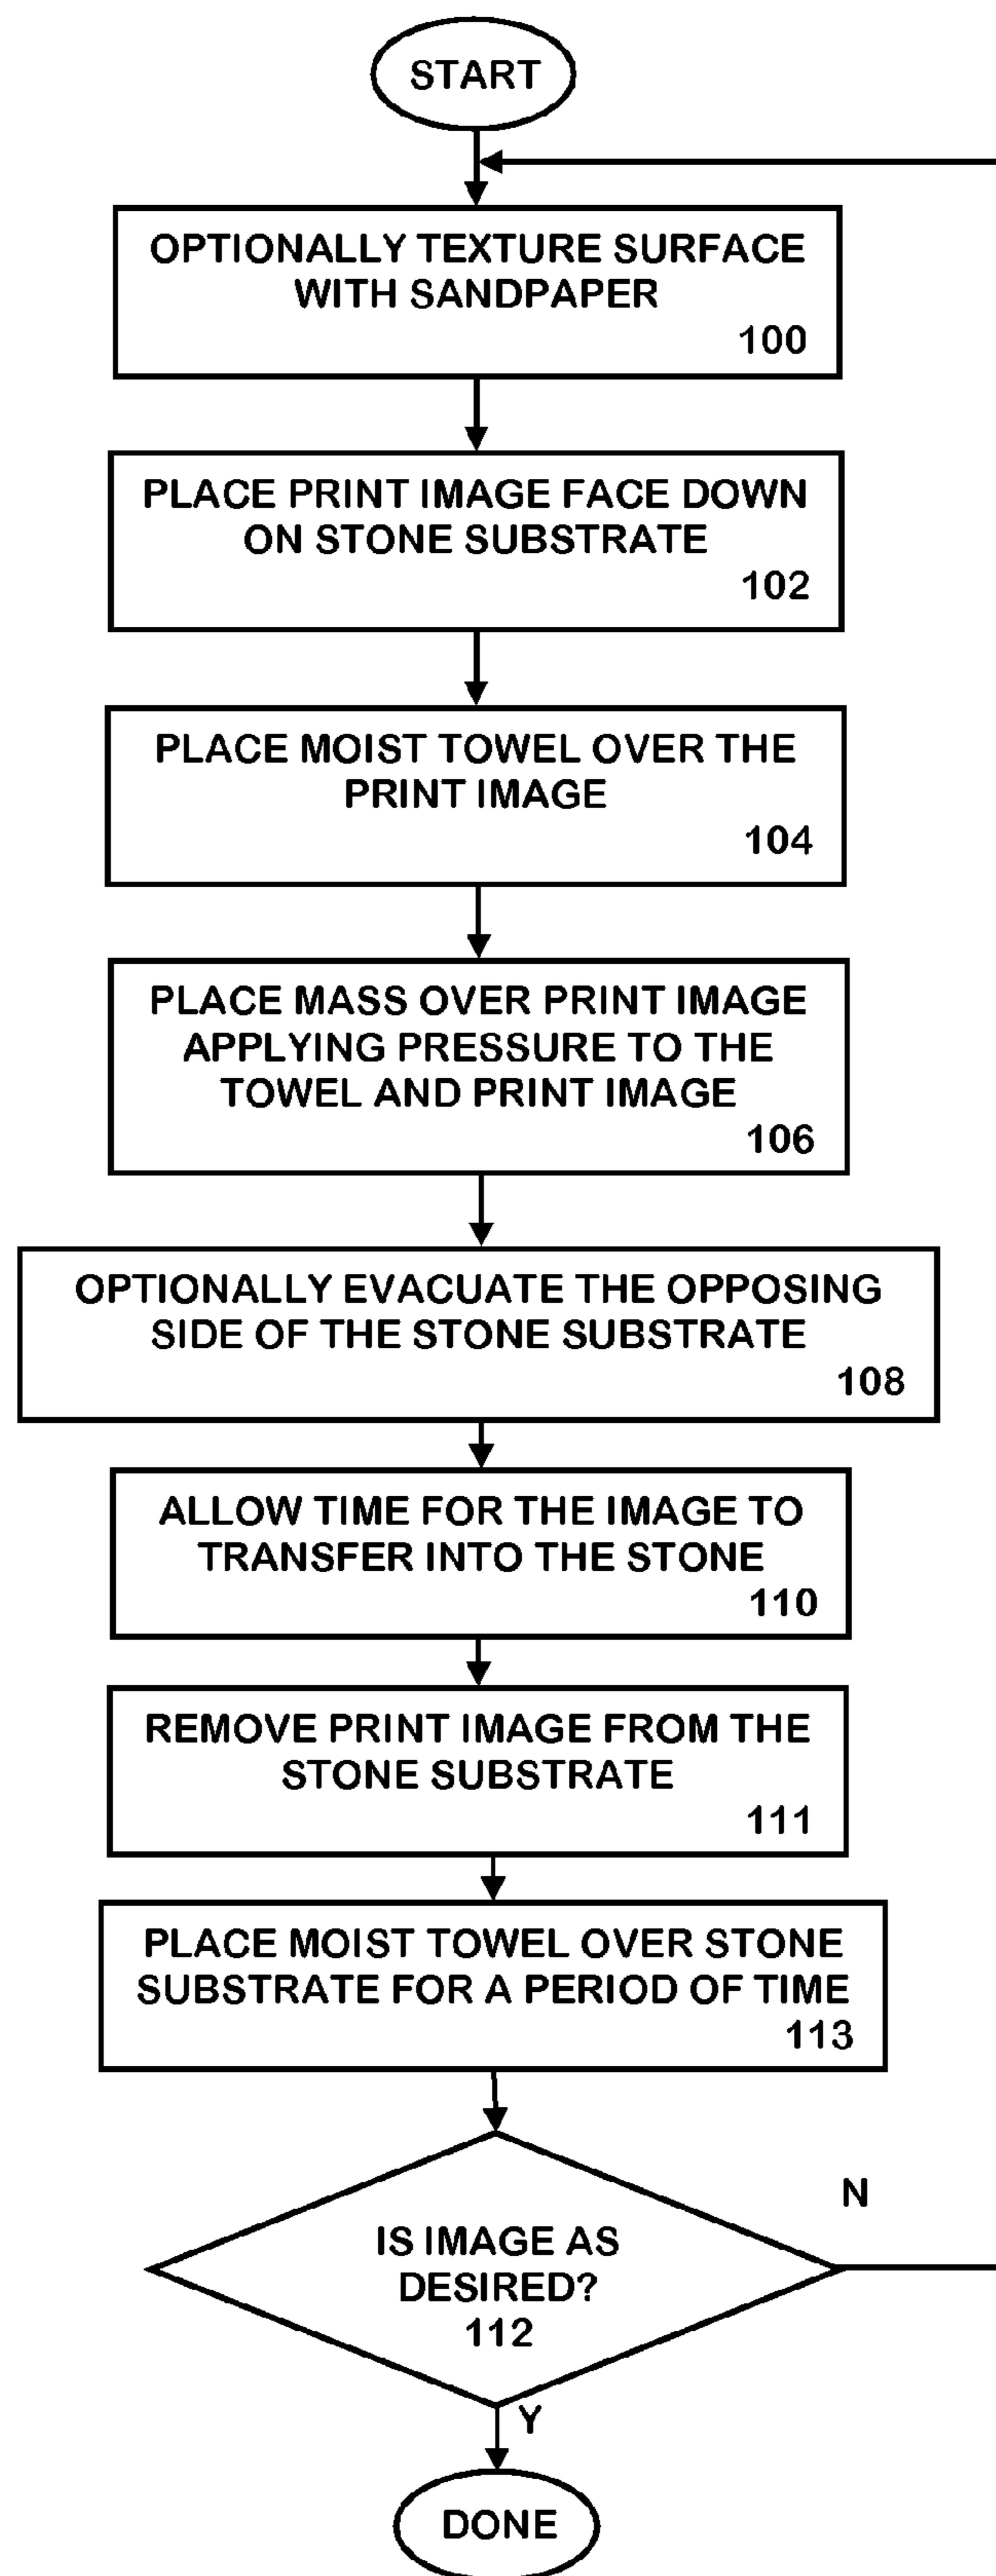 START
OPTIONALLY TEXTURE SURFACE
WITH SANDPAPER
100
PLACE PRINT IMAGE FACE DOWN
ON STONE SUBSTRATE
102
PLACE MOIST TOWEL OVER THE
PRINT IMAGE
104
PLACE MASS OVER PRINT IMAGE
APPLYING PRESSURE TO THE
TOWEL AND PRINT IMAGE
106
OPTIONALLY EVACUATE THE OPPOSING
SIDE OF THE STONE SUBSTRATE
108
ALLOW TIME FOR THE IMAGE TO
TRANSFER INTO THE STONE
110
REMOVE PRINT IMAGE FROM THE
STONE SUBSTRATE
111
PLACE MOIST TOWEL OVER STONE
SUBSTRATE FOR A PERIOD OF TIME
113
N
IS IMAGE AS
DESIRED?
112
Y
DONE